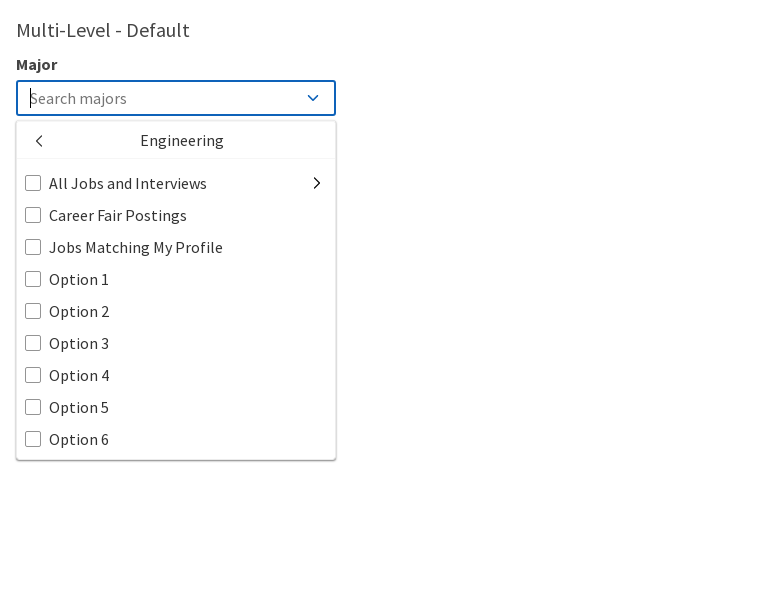 Multi-Level - Default
Major
Search majors
Engineering
All Jobs and Interviews
Career Fair Postings
Jobs Matching My Profile
Option 1
Option 2
Option 3
Option 4
Option 5
Option 6